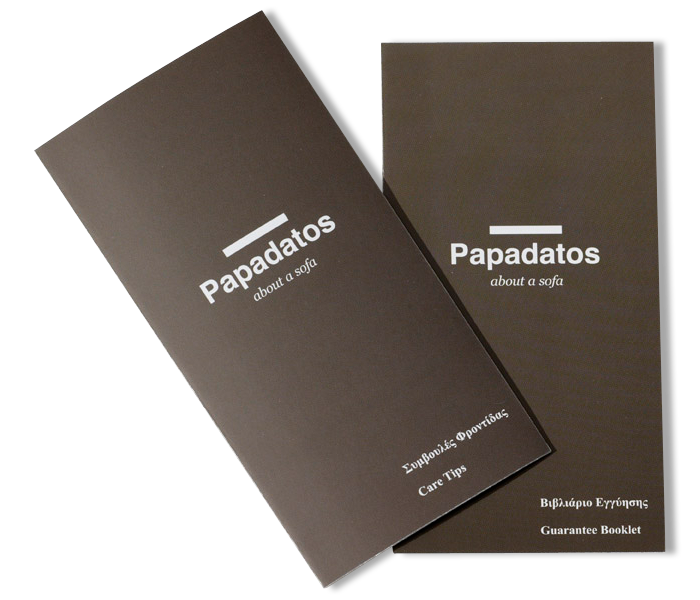 Papadatos
about a sofa
Συμβουλές Φροντίδας
Care Tips
Papadatos
about a sofa
Βιβλιάριο Εγγύησης
Guarantee Booklet